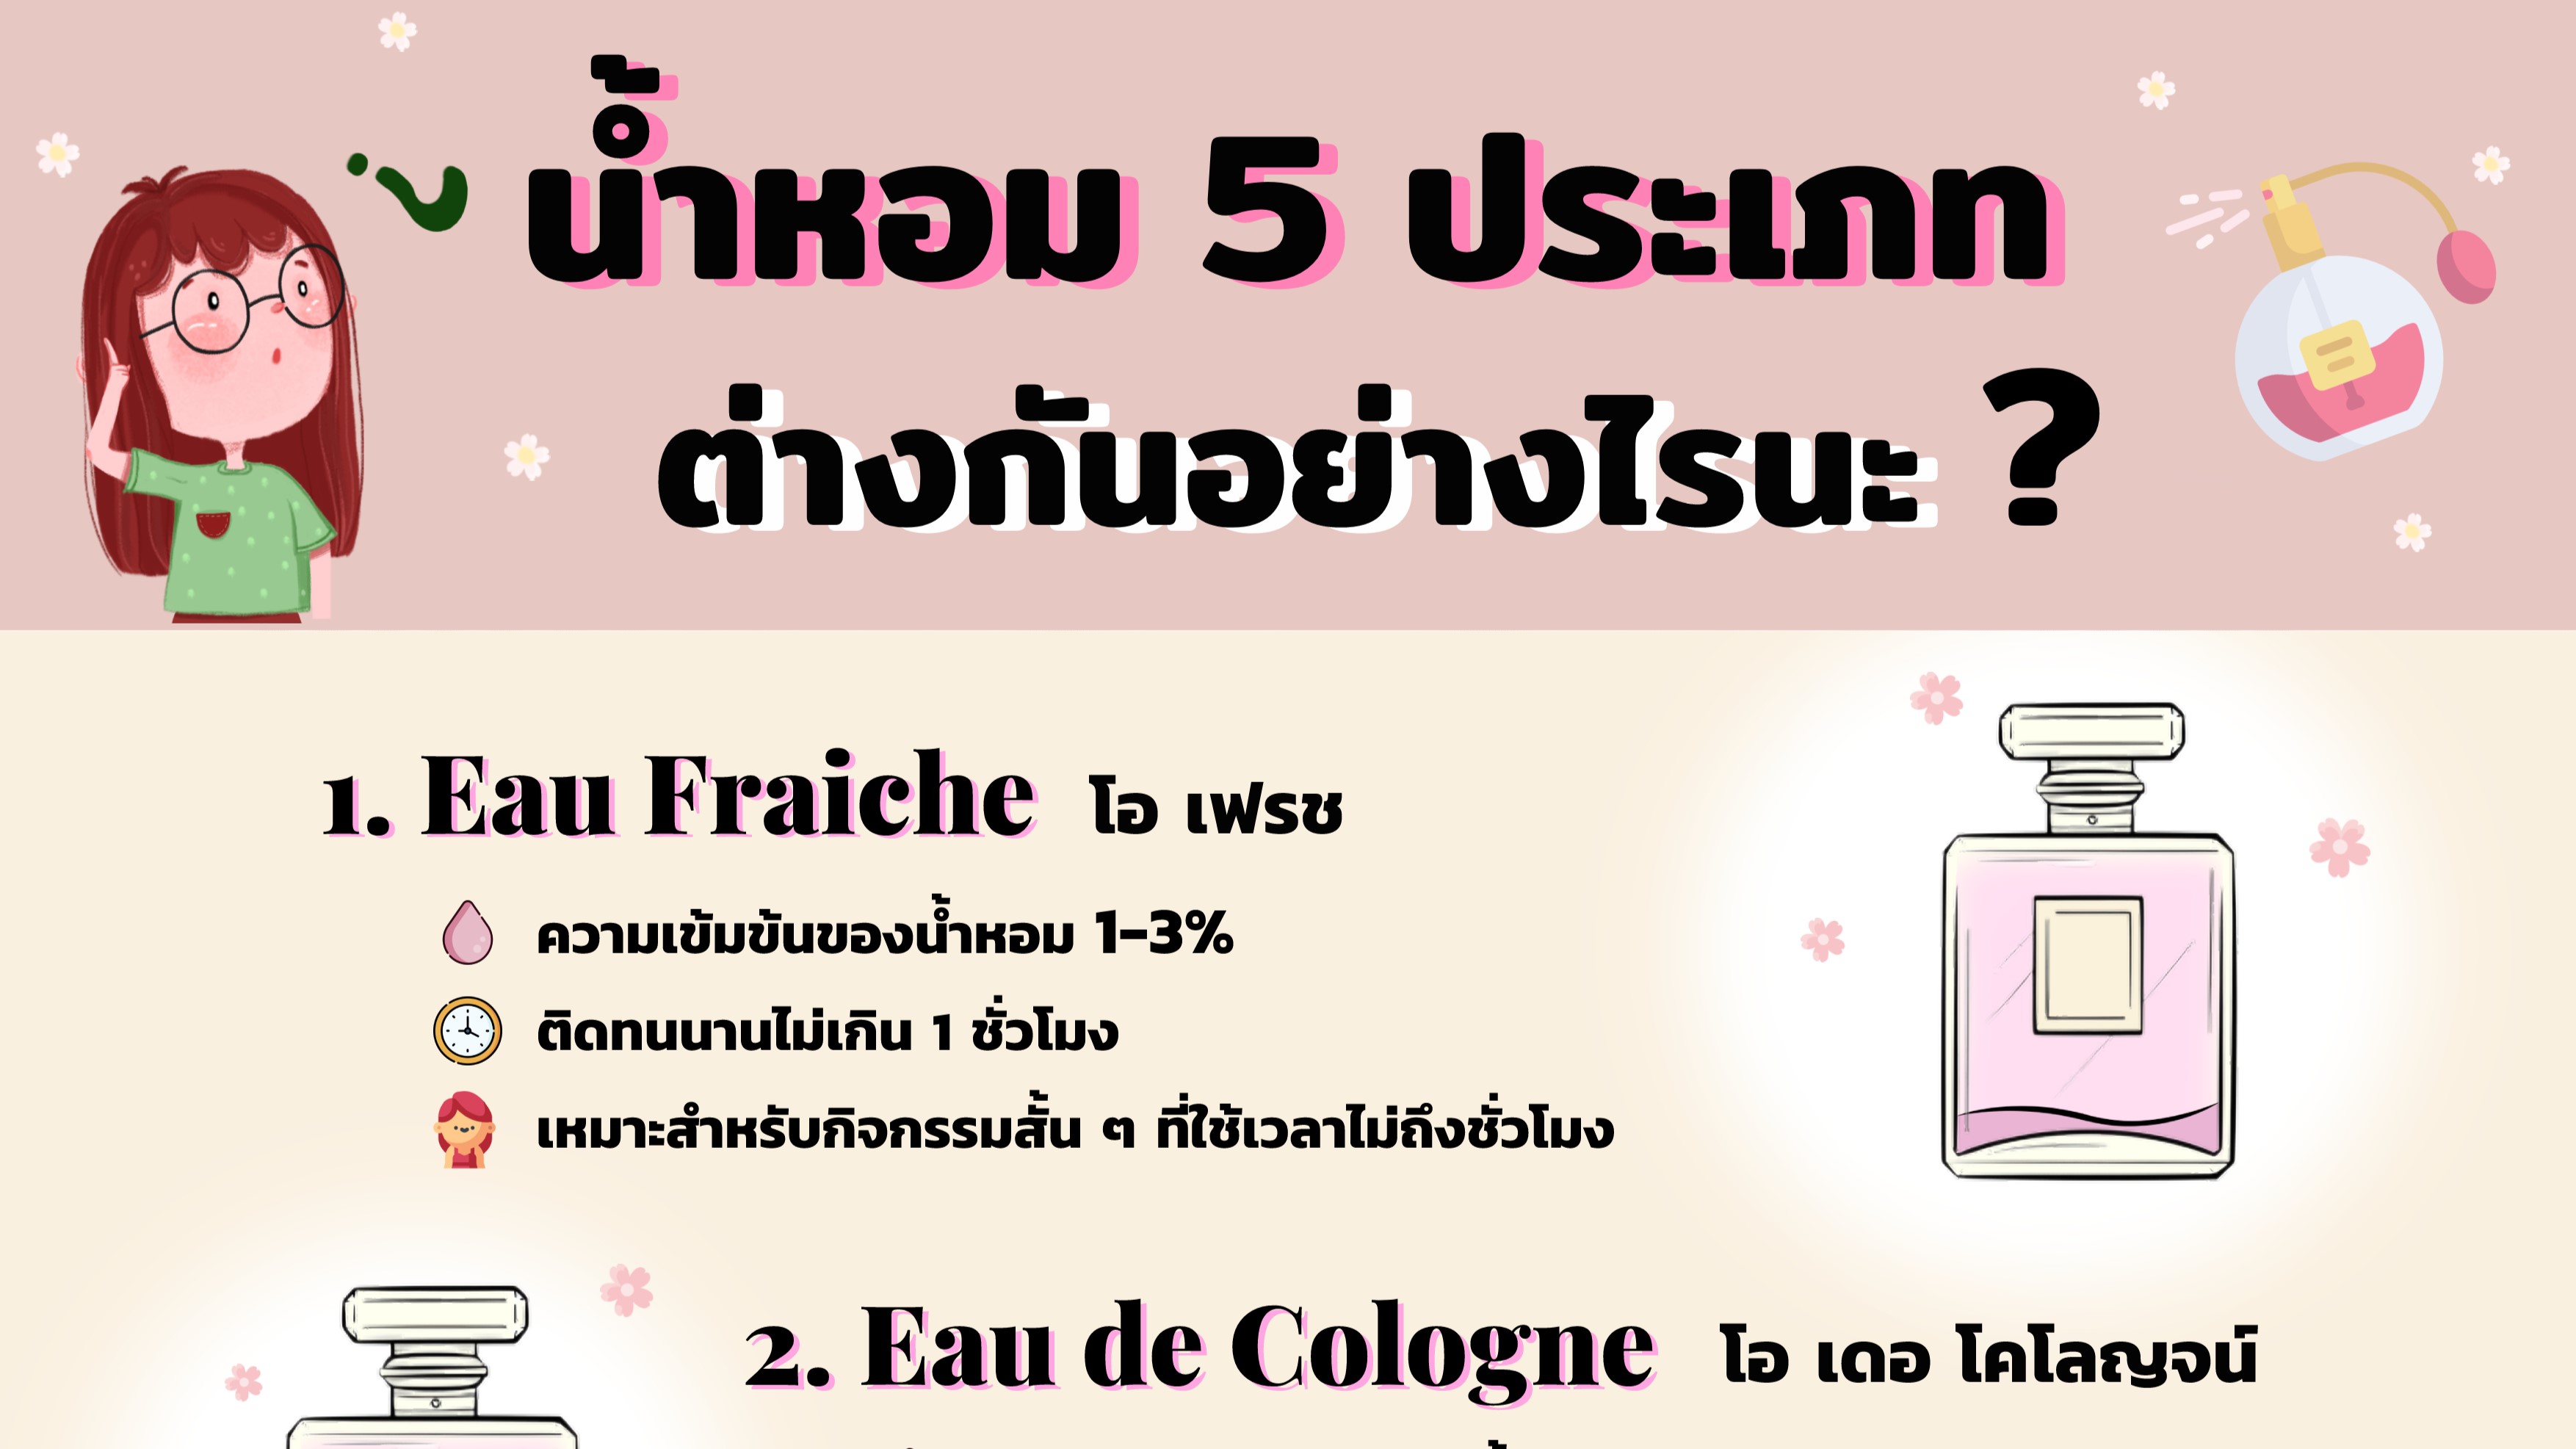 น้ำหอม 5 ประเภท
ต่างกันอย่างไรนะ ?
1. Eau Fraiche โอ เฟรช
ความเข้มข้นของน้ำหอม 1-3%
ติดทนนานไม่เกิน 1 ชั่วโมง
เหมาะสำหรับกิจกรรมสั้น ๆ ที่ใช้เวลาไม่ถึงชั่วโมง
2. Eau de Cologne โอ เดอ โคโลญจน์